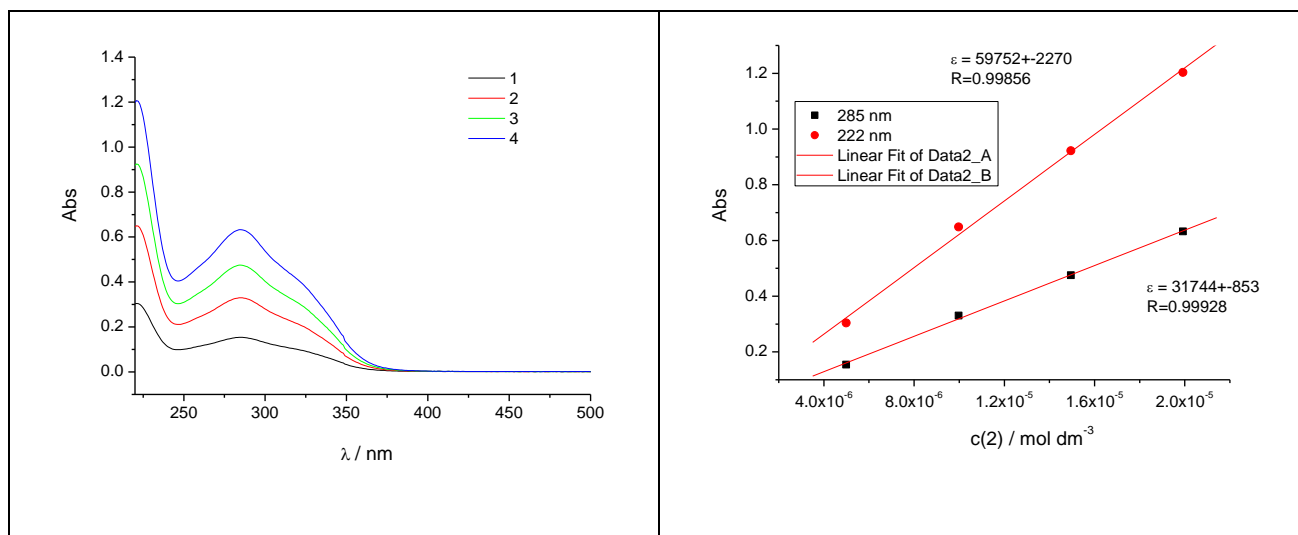 1.4
1.2
1.0
0.8
0.6
0.4
0.2
0.0
Abs
1
2
3
4
250 300 350 400 450 500
λ / nm
ε = 59752+-2270
R=0.99856
285 nm
222 nm
Linear Fit of Data2_A
Linear Fit of Data2_B
1.2
1.0
0.8
0.6
0.4
0.2
Abs
ε = 31744+-853
R=0.99928
4.0x10⁻⁶ 8.0x10⁻⁶ 1.2x10⁻⁵ 1.6x10⁻⁵ 2.0x10⁻⁵
c(2) / mol dm⁻³